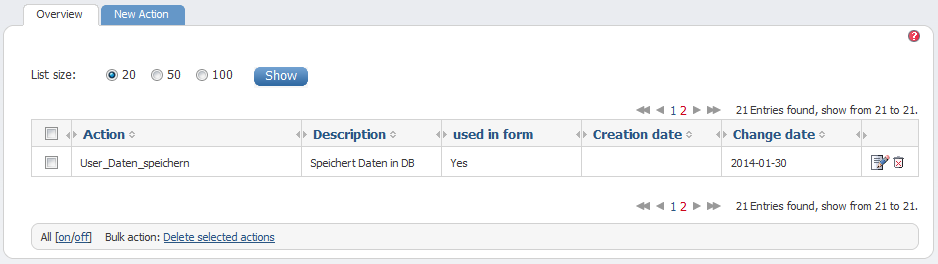 Overview New Action
?
List size: 20 50 100 Show
1 2 21 Entries found, show from 21 to 21.
Action Description used in form Creation date Change date
User_Daten_speichern Speichert Daten in DB Yes 2014-01-30
1 2 21 Entries found, show from 21 to 21.
All [on/off] Bulk action: Delete selected actions